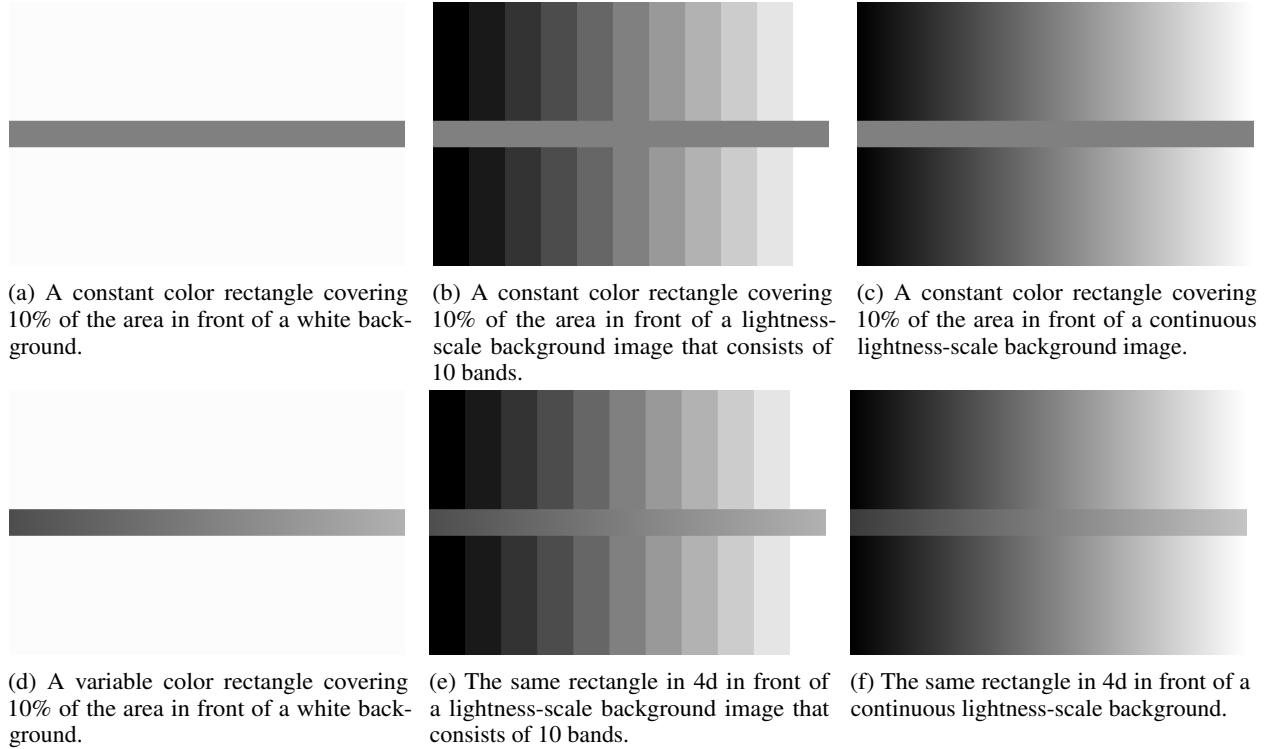 (a) A constant color rectangle covering
10% of the area in front of a white back-
ground.
(b) A constant color rectangle covering
10% of the area in front of a lightness-
scale background image that consists of
10 bands.
(c) A constant color rectangle covering
10% of the area in front of a continuous
lightness-scale background image.
(d) A variable color rectangle covering
10% of the area in front of a white back-
ground.
(e) The same rectangle in 4d in front of
a lightness-scale background image that
consists of 10 bands.
(f) The same rectangle in 4d in front of a
continuous lightness-scale background.